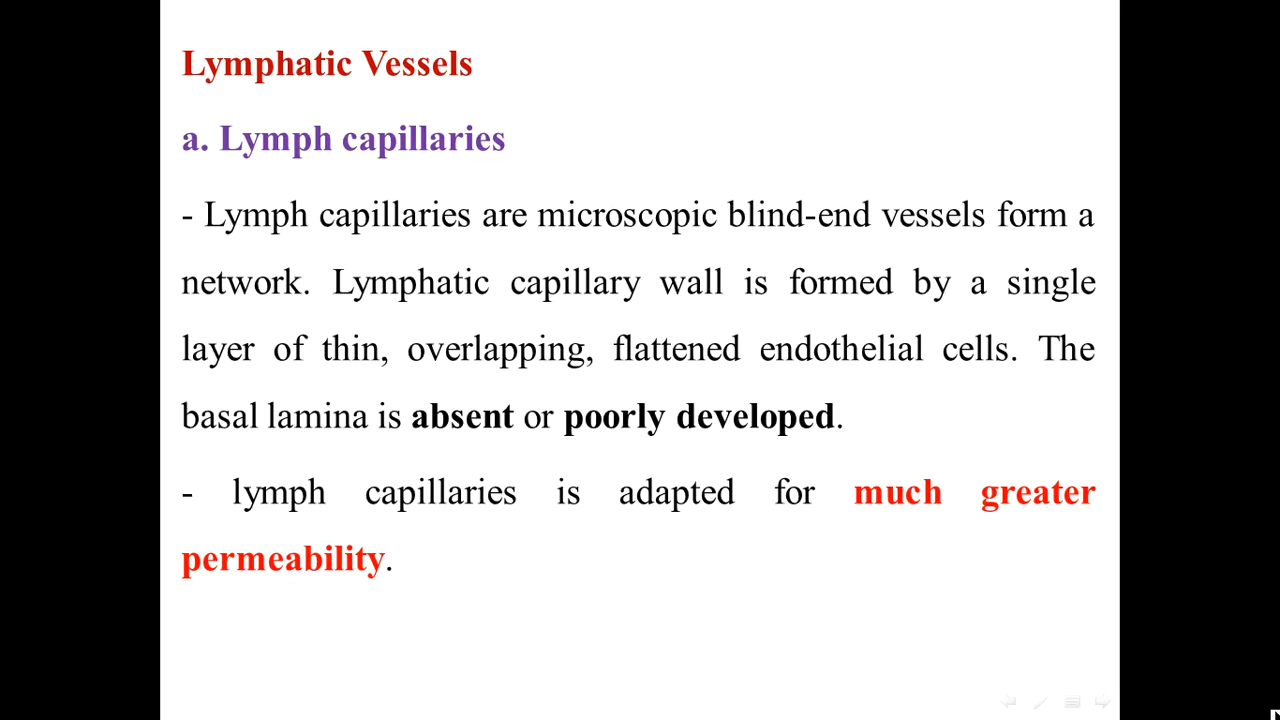 Lymphatic Vessels
a. Lymph capillaries
- Lymph capillaries are microscopic blind-end vessels form a
network. Lymphatic capillary wall is formed by a single
layer of thin, overlapping, flattened endothelial cells. The
basal lamina is absent or poorly developed.
- lymph capillaries is adapted for much greater
permeability.